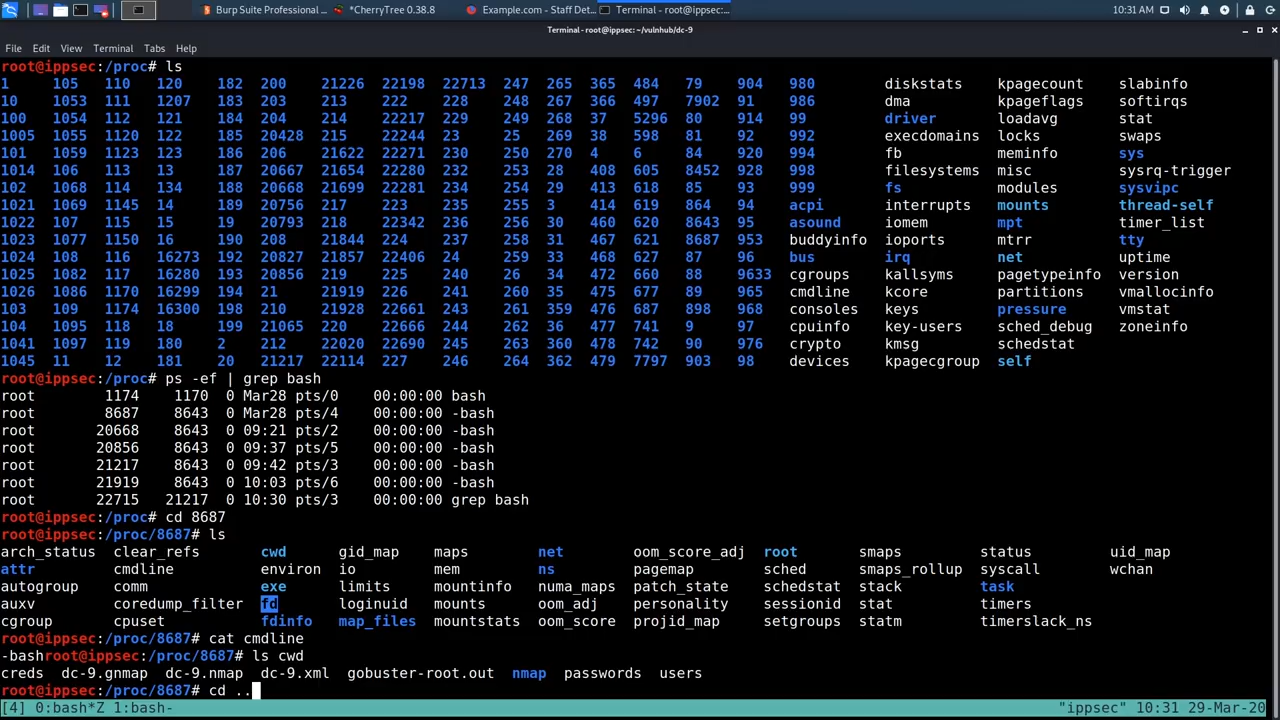 Burp Suite Professional ... *CherryTree 0.38.8 Example.com - Staff Det... Terminal - root@ippsec:... 10:31 AM
Terminal - root@ippsec: ~/vulnhub/dc-9
File Edit View Terminal Tabs Help
root@ippsec:/proc# ls
1 105 110 120 182 200 21226 22198 22713 247 265 365 484 79 904 980 diskstats kpagecount slabinfo
10 1053 111 1207 183 203 213 222 228 248 267 366 497 7902 91 986 dma kpageflags softirqs
100 1054 112 121 184 204 214 22217 229 249 268 37 5296 80 914 99 driver loadavg stat
1005 1055 1120 122 185 20428 215 22244 23 25 269 38 598 81 92 992 execdomains locks swaps
101 1059 1123 123 186 206 21622 22271 230 250 270 4 6 84 920 994 fb meminfo sys
1014 106 113 13 187 20667 21654 22280 232 253 28 408 605 8452 928 998 filesystems misc sysrq-trigger
102 1068 114 134 188 20668 21699 22281 234 254 29 413 618 85 93 999 fs modules sysvipc
1021 1069 1145 14 189 20756 217 223 235 255 3 414 619 864 94 acpi interrupts mounts thread-self
1022 107 115 15 19 20793 218 22342 236 256 30 460 620 8643 95 asound iomem mpt timer_list
1023 1077 1150 16 190 208 21844 224 237 258 31 467 621 8687 953 buddyinfo ioports mtrr tty
1024 108 116 16273 192 20827 21857 22406 24 259 33 468 627 87 96 bus irq net uptime
1025 1082 117 16280 193 20856 219 225 240 26 34 472 660 88 9633 cgroups kallsyms pagetypeinfo version
1026 1086 1170 16299 194 21 21919 226 241 260 35 475 677 89 965 cmdline kcore partitions vmallocinfo
103 109 1174 16300 198 210 21928 22661 243 261 359 476 687 898 968 consoles keys pressure vmstat
104 1095 118 18 199 21065 220 22666 244 262 36 477 741 9 97 cpuinfo key-users sched_debug zoneinfo
1041 1097 119 180 2 212 22020 22690 245 263 360 478 742 90 976 crypto kmsg schedstat
1045 11 12 181 20 21217 22114 227 246 264 362 479 7797 903 98 devices kpagecgroup self
root@ippsec:/proc# ps -ef | grep bash
root 1174 1170 0 Mar28 pts/0 00:00:00 bash
root 8687 8643 0 Mar28 pts/4 00:00:00 -bash
root 20668 8643 0 09:21 pts/2 00:00:00 -bash
root 20856 8643 0 09:37 pts/5 00:00:00 -bash
root 21217 8643 0 09:42 pts/3 00:00:00 -bash
root 21919 8643 0 10:03 pts/6 00:00:00 -bash
root 22715 21217 0 10:30 pts/3 00:00:00 grep bash
root@ippsec:/proc# cd 8687
root@ippsec:/proc/8687# ls
arch_status clear_refs cwd gid_map maps net oom_score_adj root smaps status uid_map
attr cmdline environ io mem ns pagemap sched smaps_rollup syscall wchan
autogroup comm exe limits mountinfo numa_maps patch_state schedstat stack task
auxv coredump_filter fd loginuid mounts oom_adj personality sessionid stat timers
cgroup cpuset fdinfo map_files mountstats oom_score projid_map setgroups statm timerslack_ns
root@ippsec:/proc/8687# cat cmdline
-bashroot@ippsec:/proc/8687# ls cwd
creds dc-9.gnmap dc-9.nmap dc-9.xml gobuster-root.out nmap passwords users
root@ippsec:/proc/8687# cd ..
[4] 0:bash*Z 1:bash- "ippsec" 10:31 29-Mar-20